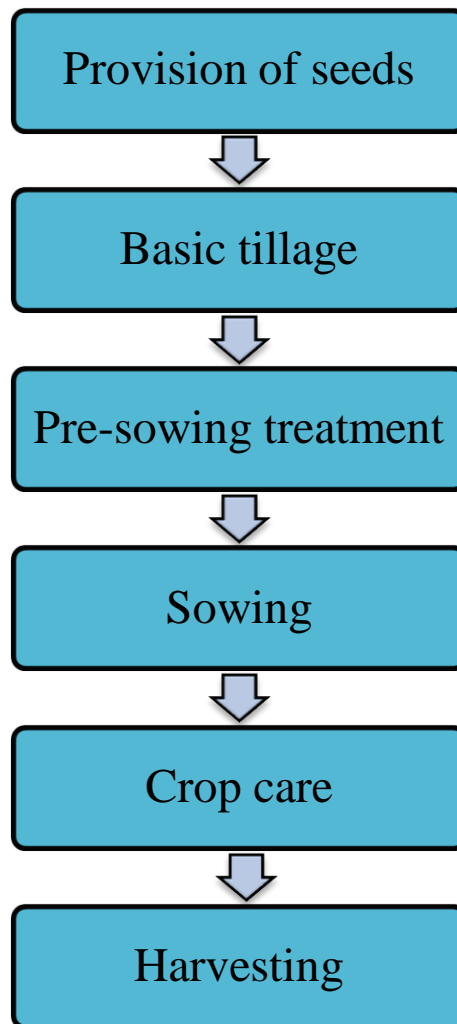 Provision of seeds
Basic tillage
Pre-sowing treatment
Sowing
Crop care
Harvesting